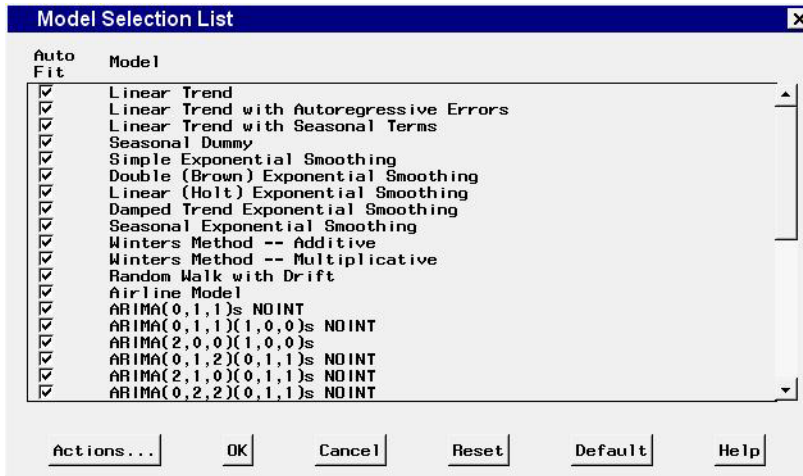 Model Selection List
Auto Fit
Model
Linear Trend
Linear Trend with Autoregressive Errors
Linear Trend with Seasonal Terms
Seasonal Dummy
Simple Exponential Smoothing
Double (Brown) Exponential Smoothing
Linear (Holt) Exponential Smoothing
Damped Trend Exponential Smoothing
Seasonal Exponential Smoothing
Winters Method -- Additive
Winters Method -- Multiplicative
Random Walk with Drift
Airline Model
ARIMA(0,1,1)s NOINT
ARIMA(0,1,1)(1,0,0)s NOINT
ARIMA(2,0,0)(1,0,0)s
ARIMA(0,1,2)(0,1,1)s NOINT
ARIMA(2,1,0)(0,1,1)s NOINT
ARIMA(0,2,2)(0,1,1)s NOINT
Actions... OK Cancel Reset Default Help